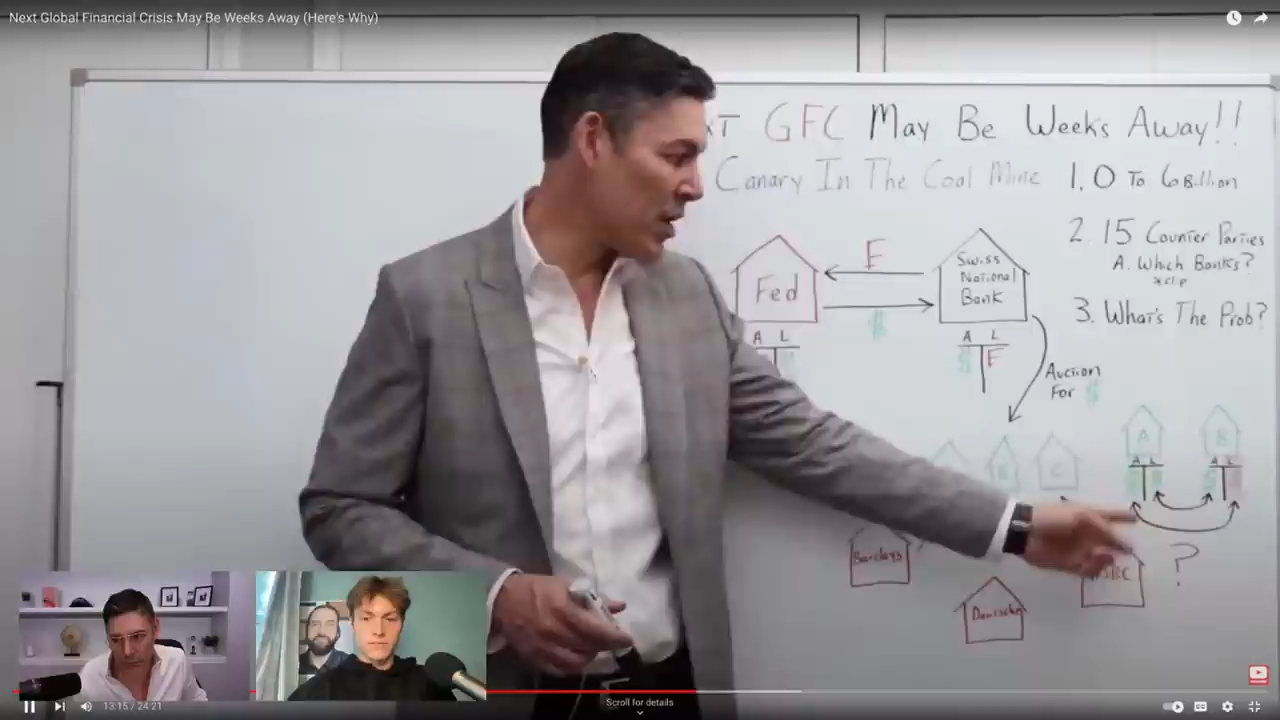 Next Global Financial Crisis May Be Weeks Away (Here's Why)
GFC May Be Weeks Away!!
Canary In The Coal Mine
1. 0 To 6 Billion
2. 15 Counter Parties
A. Which Banks?
3. What's The Prob?
Fed
F
$
Swiss
National
Bank
A L
A L
$ F
Auction
For $
A
B
A L
A L
B
C
Barclays
Deutsche
?
13:15 / 24:21
Scroll for details